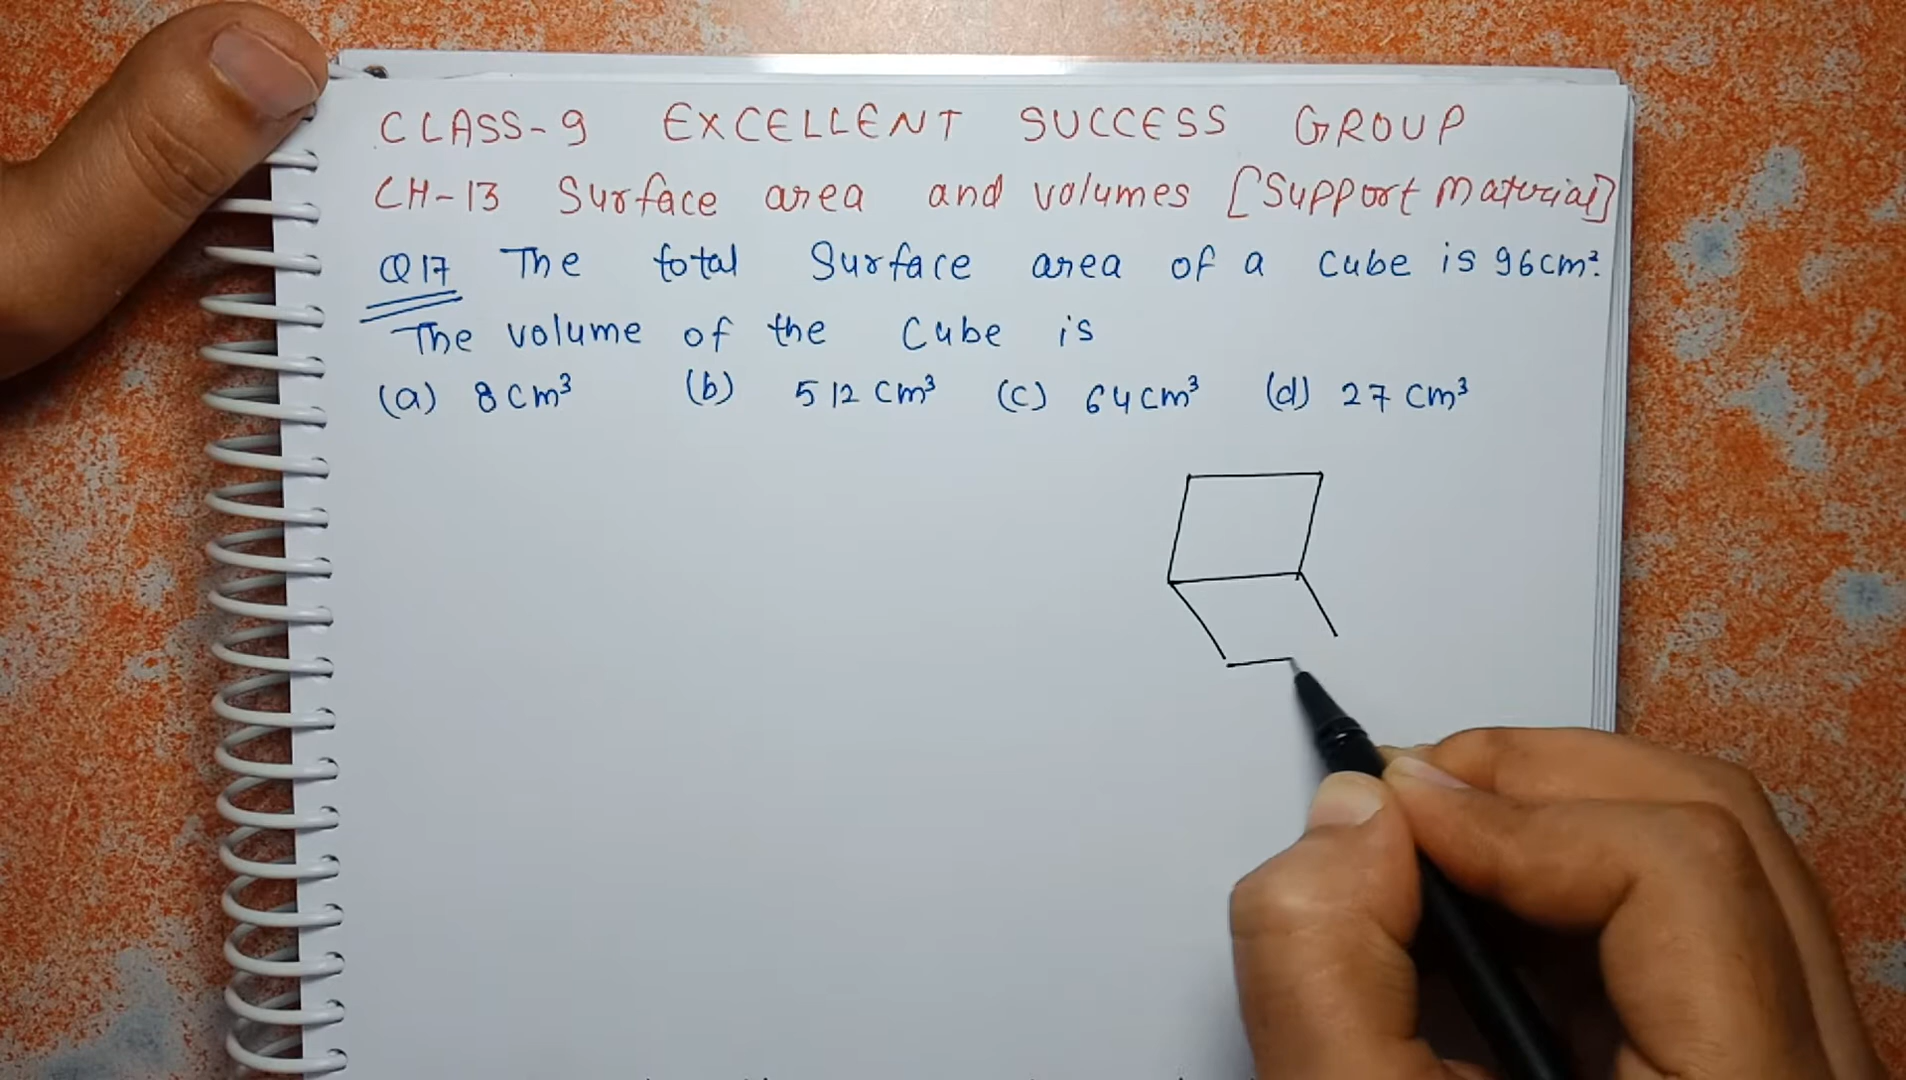 CLASS-9 EXCELLENT SUCCESS GROUP
CH-13 Surface area and volumes [Support Material]
Q17 The total Surface area of a cube is 96cm².
The volume of the Cube is
(a) 8cm³ (b) 512 cm³ (c) 64cm³ (d) 27 cm³